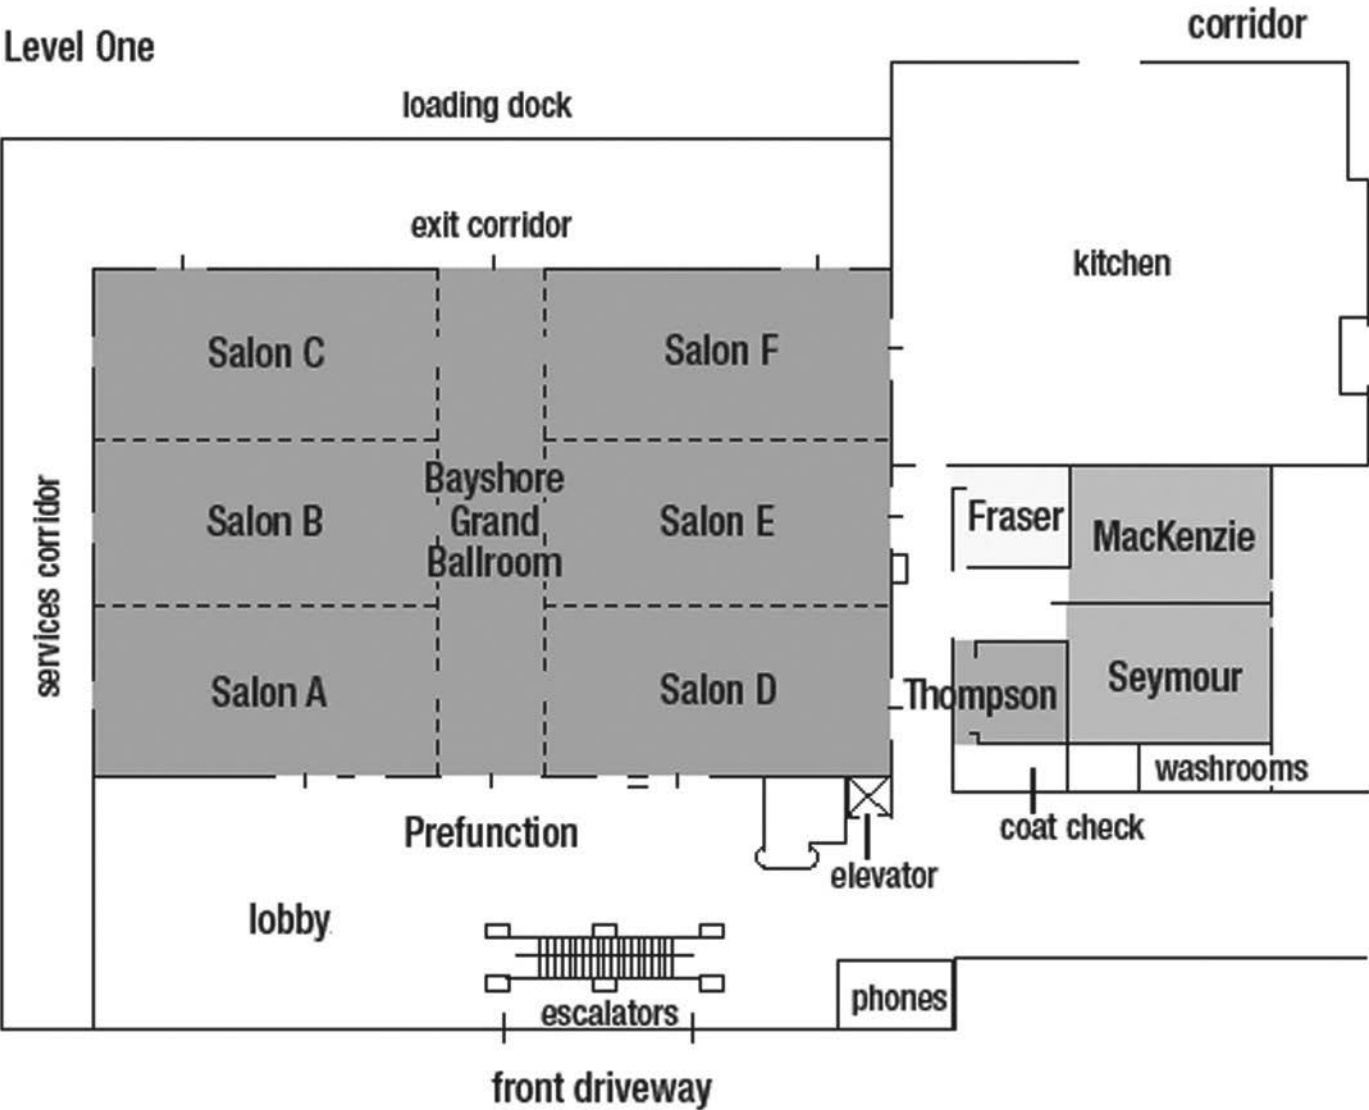 corridor
Level One
loading dock
exit corridor
kitchen
Salon C
Salon F
Bayshore
Grand
Ballroom
Salon B
Salon E
Fraser
MacKenzie
services corridor
Salon A
Salon D
Thompson
Seymour
washrooms
coat check
Prefunction
elevator
lobby
phones
escalators
front driveway